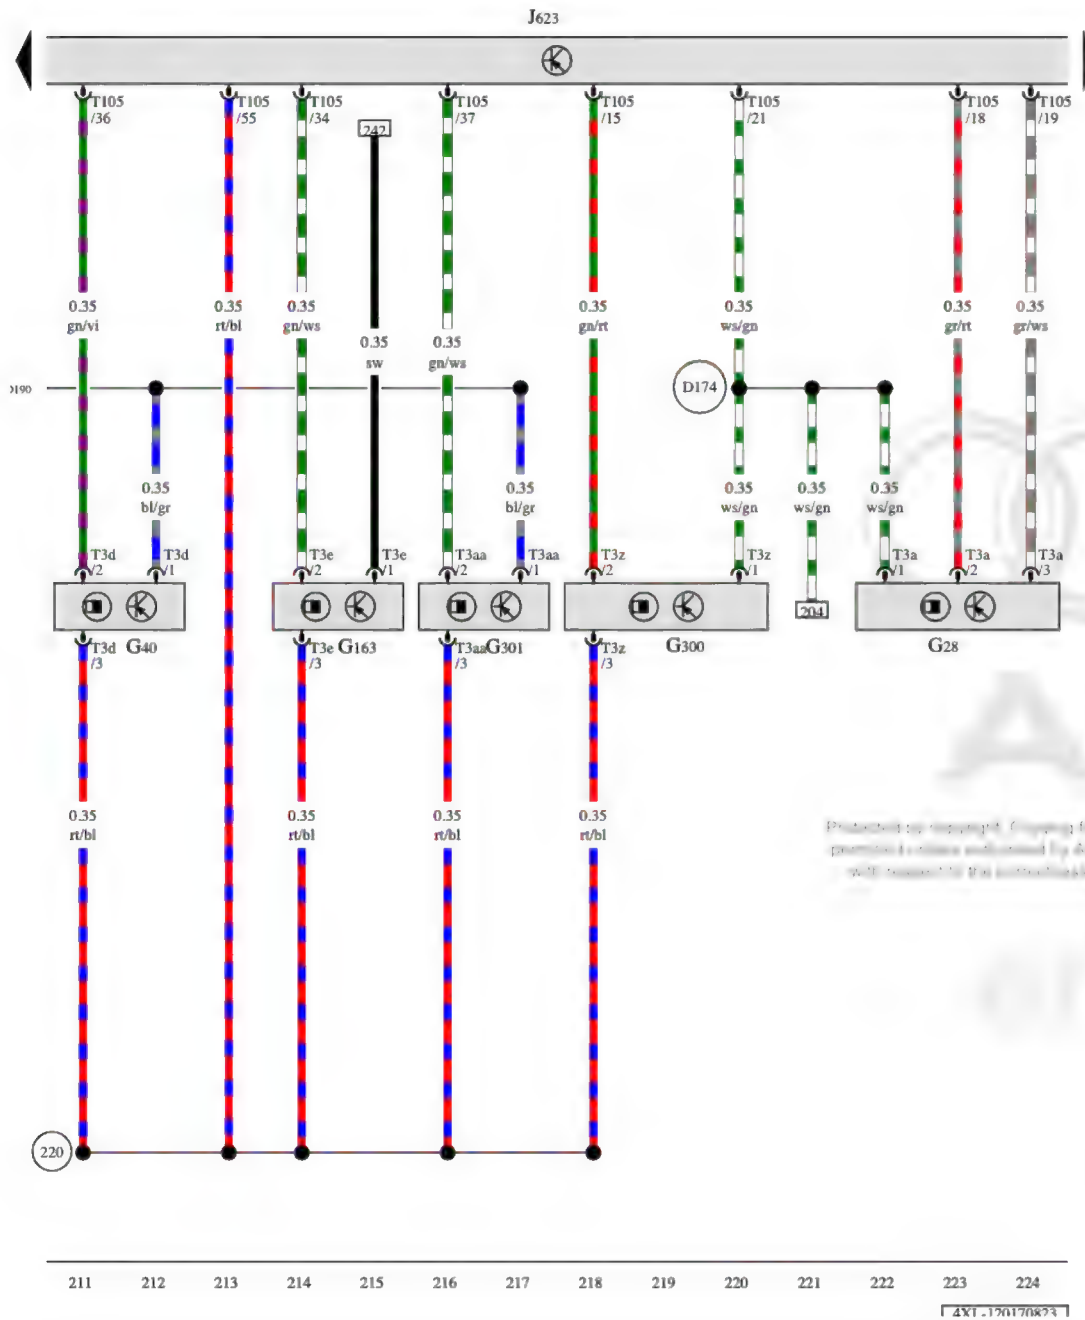 J623
T105 T105 T105 T105 T105 T105 T105 T105
/36 /55 /34 /37 /15 /21 /18 /19
242
0.35 0.35 0.35 0.35 0.35 0.35 0.35
gn/vi rt/bl gn/ws gn/rt ws/gn gr/rt gr/ws
0.35 0.35
sw gn/ws
D190 D174
0.35 0.35 0.35 0.35 0.35
bl/gr bl/gr ws/gn ws/gn ws/gn
T3d T3d T3e T3e T3aa T3aa T3z T3z T3a T3a T3a
/2 /1 /2 /1 /2 /1 /2 /1 /1 /2 /3
204
T3d G40 T3e G163 T3aa G301 T3z G300 G28
/3 /3 /3 /3
A
0.35 0.35 0.35 0.35
rt/bl rt/bl rt/bl rt/bl
220
211 212 213 214 215 216 217 218 219 220 221 222 223 224
4XL-120170823